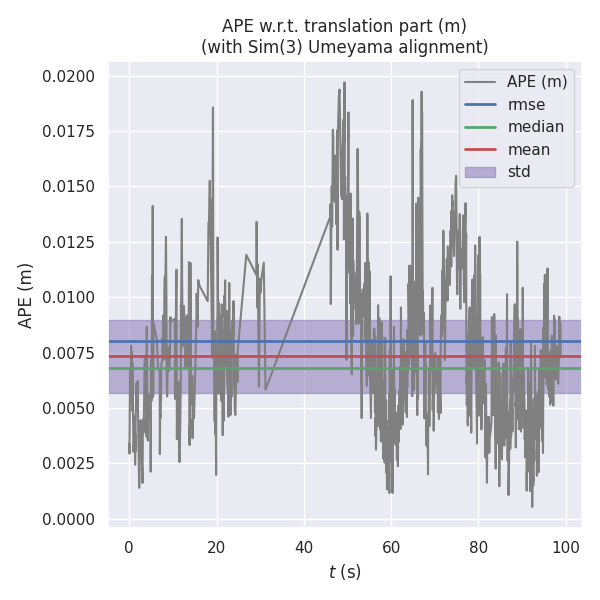 APE w.r.t. translation part (m)
(with Sim(3) Umeyama alignment)
APE (m)
rmse
median
mean
std
0.0200
0.0175
0.0150
0.0125
0.0100
0.0075
0.0050
0.0025
0.0000
APE (m)
0 20 40 60 80 100
t (s)